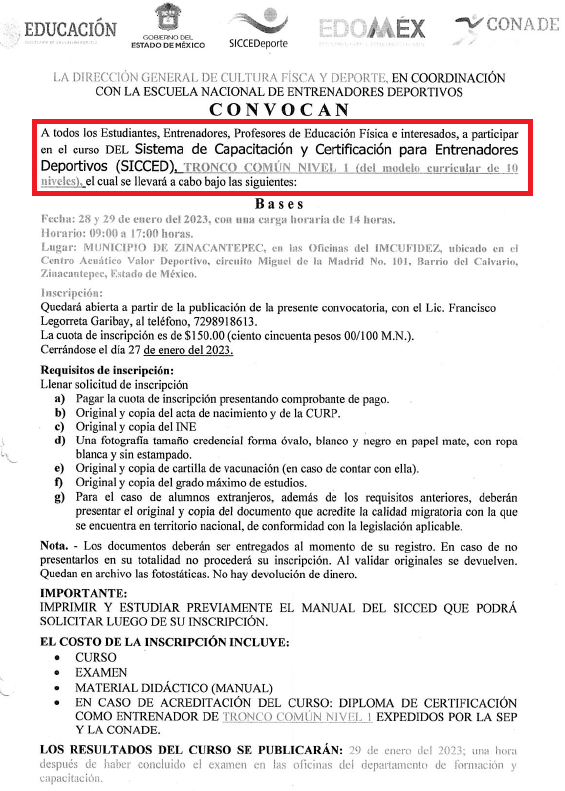 EDUCACIÓN
GOBIERNO DEL
ESTADO DE MÉXICO
SICCEDeporte
EDOMÉX
CONADE
LA DIRECCIÓN GENERAL DE CULTURA FÍSCA Y DEPORTE, EN COORDINACIÓN
CON LA ESCUELA NACIONAL DE ENTRENADORES DEPORTIVOS
CONVOCAN
A todos los Estudiantes, Entrenadores, Profesores de Educación Física e interesados, a participar
en el curso DEL Sistema de Capacitación y Certificación para Entrenadores
Deportivos (SICCED), TRONCO COMÚN NIVEL 1 (del modelo curricular de 10
niveles), el cual se llevará a cabo bajo las siguientes:
Bases
Fecha: 28 y 29 de enero del 2023, con una carga horaria de 14 horas.
Horario: 09:00 a 17:00 horas.
Lugar: MUNICIPIO DE ZINACANTEPEC, en las Oficinas del IMCUFIDEZ, ubicado en el
Centro Acuático Valor Deportivo, circuito Miguel de la Madrid No. 101, Barrio del Calvario,
Zinacantepec, Estado de México.
Inscripción:
Quedará abierta a partir de la publicación de la presente convocatoria, con el Lic. Francisco
Legorreta Garibay, al teléfono, 7298918613.
La cuota de inscripción es de $150.00 (ciento cincuenta pesos 00/100 M.N.).
Cerrándose el día 27 de enero del 2023.
Requisitos de inscripción:
Llenar solicitud de inscripción
a) Pagar la cuota de inscripción presentando comprobante de pago.
b) Original y copia del acta de nacimiento y de la CURP.
c) Original y copia del INE
d) Una fotografía tamaño credencial forma óvalo, blanco y negro en papel mate, con ropa
blanca y sin estampado.
e) Original y copia de cartilla de vacunación (en caso de contar con ella).
f) Original y copia del grado máximo de estudios.
g) Para el caso de alumnos extranjeros, además de los requisitos anteriores, deberán
presentar el original y copia del documento que acredite la calidad migratoria con la que
se encuentra en territorio nacional, de conformidad con la legislación aplicable.
Nota. - Los documentos deberán ser entregados al momento de su registro. En caso de no
presentarlos en su totalidad no procederá su inscripción. Al validar originales se devuelven.
Quedan en archivo las fotostáticas. No hay devolución de dinero.
IMPORTANTE:
IMPRIMIR Y ESTUDIAR PREVIAMENTE EL MANUAL DEL SICCED QUE PODRÁ
SOLICITAR LUEGO DE SU INSCRIPCIÓN.
EL COSTO DE LA INSCRIPCIÓN INCLUYE:
• CURSO
• EXAMEN
• MATERIAL DIDÁCTICO (MANUAL)
• EN CASO DE ACREDITACIÓN DEL CURSO: DIPLOMA DE CERTIFICACIÓN
COMO ENTRENADOR DE TRONCO COMÚN NIVEL 1 EXPEDIDOS POR LA SEP
Y LA CONADE.
LOS RESULTADOS DEL CURSO SE PUBLICARÁN: 29 de enero del 2023; una hora
después de haber concluido el examen en las oficinas del departamento de formación y
capacitación.